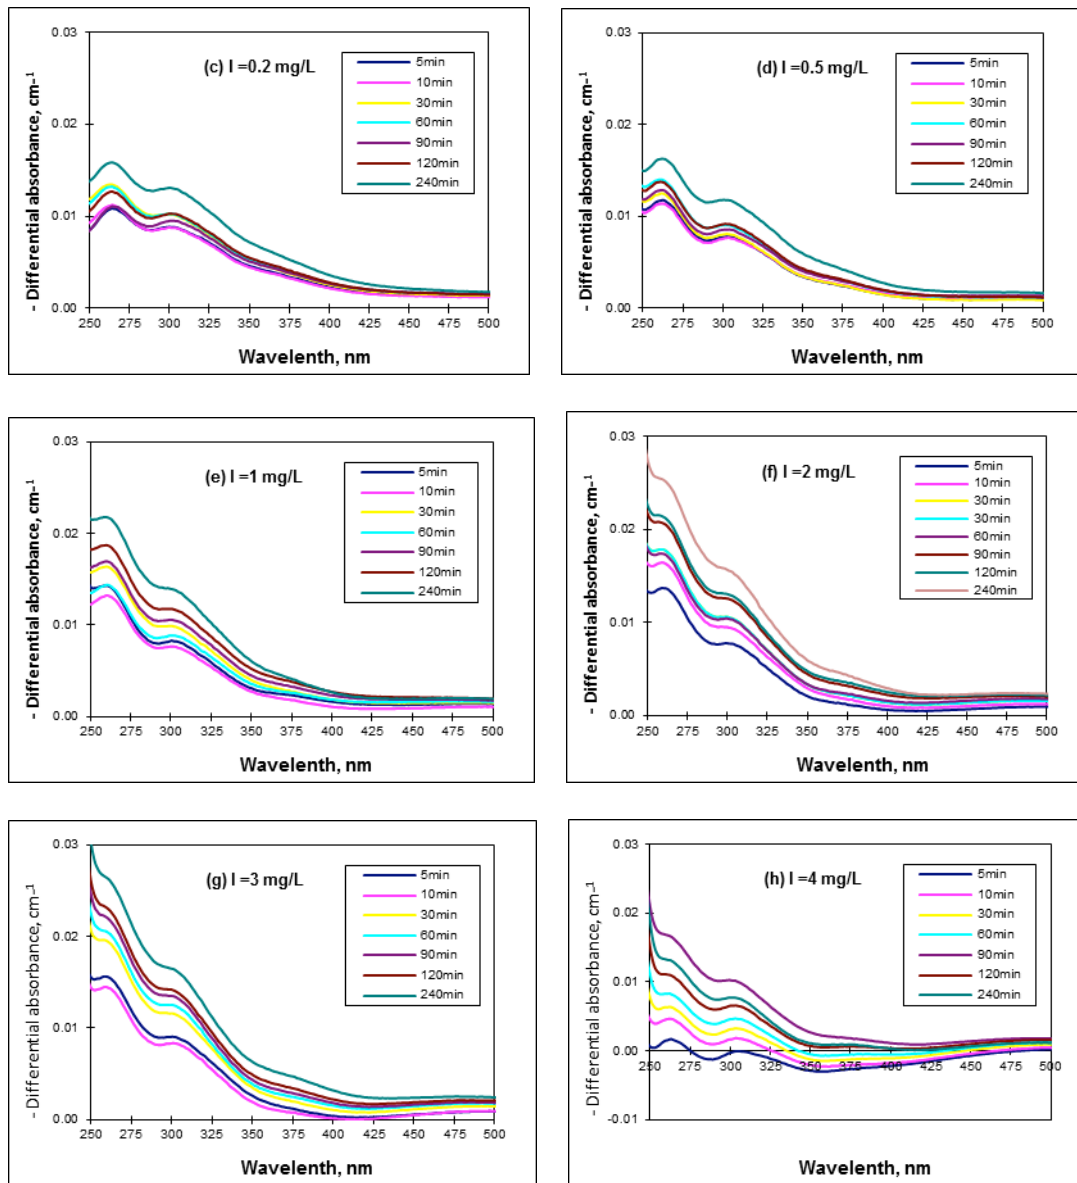 0.03
(c) I =0.2 mg/L
5min
10min
30min
60min
90min
120min
240min
0.02
0.01
0.00
250 275 300 325 350 375 400 425 450 475 500
- Differential absorbance, cm⁻¹
Wavelenth, nm
0.03
(d) I =0.5 mg/L
5min
10min
30min
60min
90min
120min
240min
0.02
0.01
0.00
250 275 300 325 350 375 400 425 450 475 500
- Differential absorbance, cm⁻¹
Wavelenth, nm
0.03
(e) I =1 mg/L
5min
10min
30min
60min
90min
120min
240min
0.02
0.01
0.00
250 275 300 325 350 375 400 425 450 475 500
- Differential absorbance, cm⁻¹
Wavelenth, nm
0.03
(f) I =2 mg/L
5min
10min
30min
30min
60min
90min
120min
240min
0.02
0.01
0.00
250 275 300 325 350 375 400 425 450 475 500
- Differential absorbance, cm⁻¹
Wavelenth, nm
0.03
(g) I =3 mg/L
5min
10min
30min
60min
90min
120min
240min
0.02
0.01
0.00
250 275 300 325 350 375 400 425 450 475 500
- Differential absorbance, cm⁻¹
Wavelenth, nm
0.03
(h) I =4 mg/L
5min
10min
30min
60min
90min
120min
240min
0.02
0.01
0.00
250 275 300 325 350 375 400 425 450 475 500
-0.01
- Differential absorbance, cm⁻¹
Wavelenth, nm